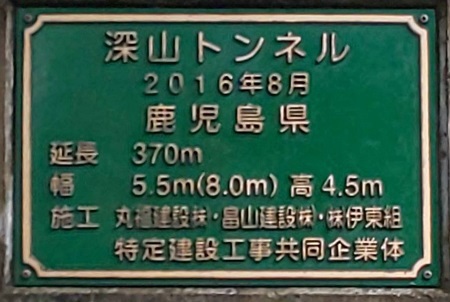 深山トンネル
2016年8月
鹿児島県
延長 370m
幅 5.5m(8.0m) 高 4.5m
施工 丸福建設㈱・畠山建設㈱・㈱伊東組
特定建設工事共同企業体